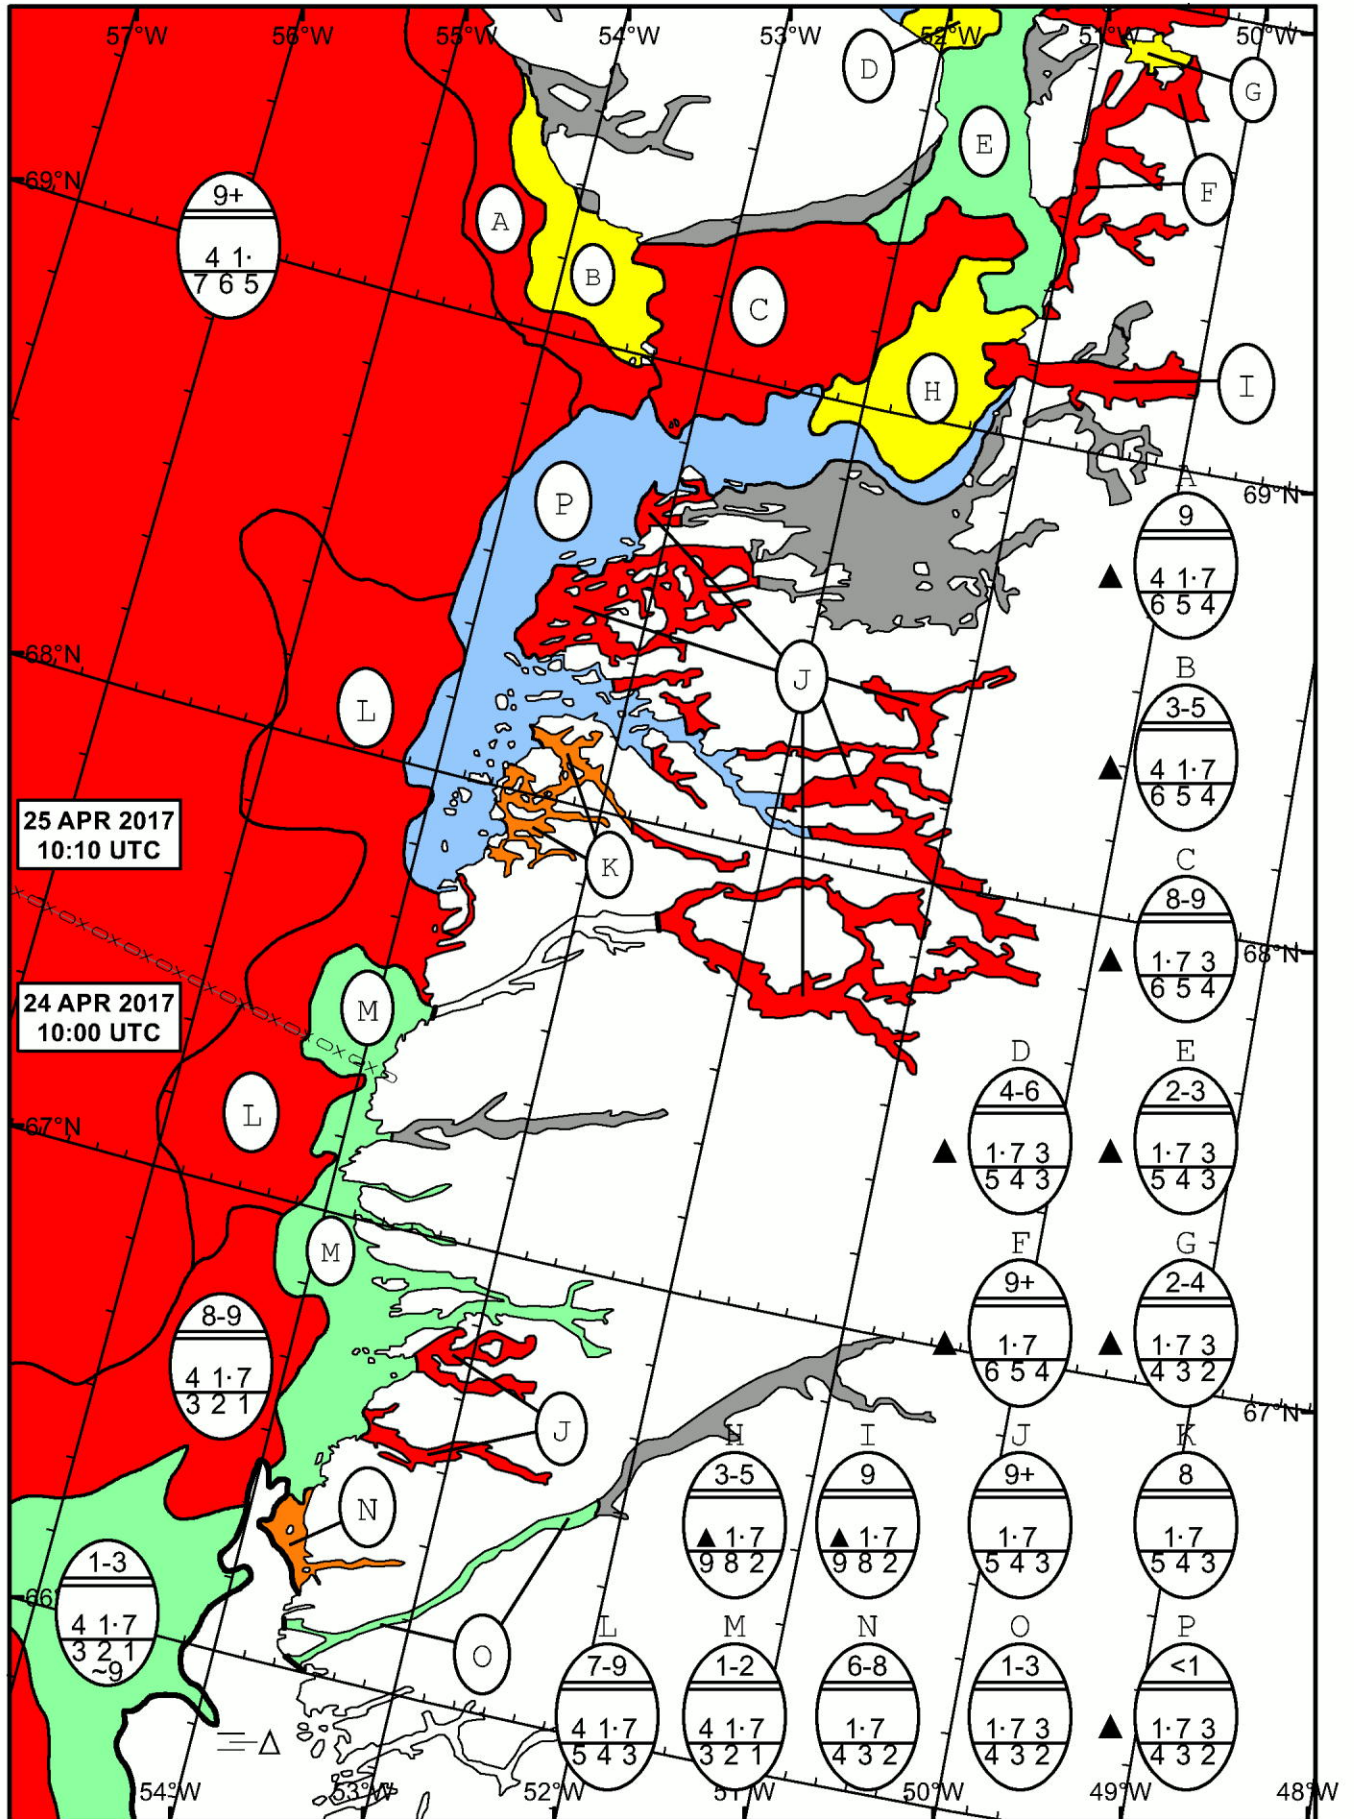 57°W 56°W 55°W 54°W 53°W 52°W 51°W 50°W
D
G
E
69°N
9+
4 1·
7 6 5
F
A
B
C
H
I
P
69°N
A
9
4 1·7
6 5 4
68°N
J
L
B
3-5
4 1·7
6 5 4
25 APR 2017
10:10 UTC
K
C
8-9
1·7 3
6 5 4
68°N
24 APR 2017
10:00 UTC
M
D E
4-6 2-3
1·7 3 1·7 3
5 4 3 5 4 3
67°N
L
M
F G
9+ 2-4
1·7 1·7 3
6 5 4 4 3 2
8-9
4 1·7
3 2 1
67°N
J
H I J K
3-5 9 9+ 8
1·7 1·7 1·7 1·7
9 8 2 9 8 2 5 4 3 5 4 3
N
1-3
4 1·7
3 2 1
~9
66°
O
L M N O P
7-9 1-2 6-8 1-3 <1
4 1·7 4 1·7 1·7 1·7 3 1·7 3
5 4 3 3 2 1 4 3 2 4 3 2 4 3 2
54°W 53°W 52°W 51°W 50°W 49°W 48°W